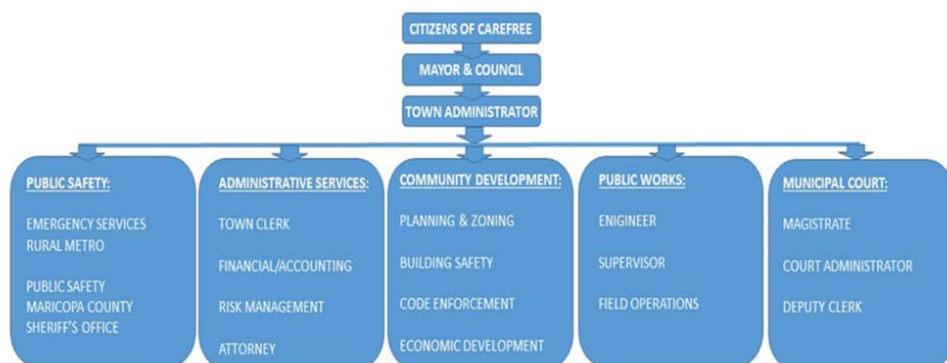 CITIZENS OF CAREFREE
MAYOR & COUNCIL
TOWN ADMINISTRATOR
PUBLIC SAFETY:
EMERGENCY SERVICES
RURAL METRO
PUBLIC SAFETY
MARICOPA COUNTY
SHERIFF'S OFFICE
ADMINISTRATIVE SERVICES:
TOWN CLERK
FINANCIAL/ACCOUNTING
RISK MANAGEMENT
ATTORNEY
COMMUNITY DEVELOPMENT:
PLANNING & ZONING
BUILDING SAFETY
CODE ENFORCEMENT
ECONOMIC DEVELOPMENT
PUBLIC WORKS:
ENIGINEER
SUPERVISOR
FIELD OPERATIONS
MUNICIPAL COURT:
MAGISTRATE
COURT ADMINISTRATOR
DEPUTY CLERK